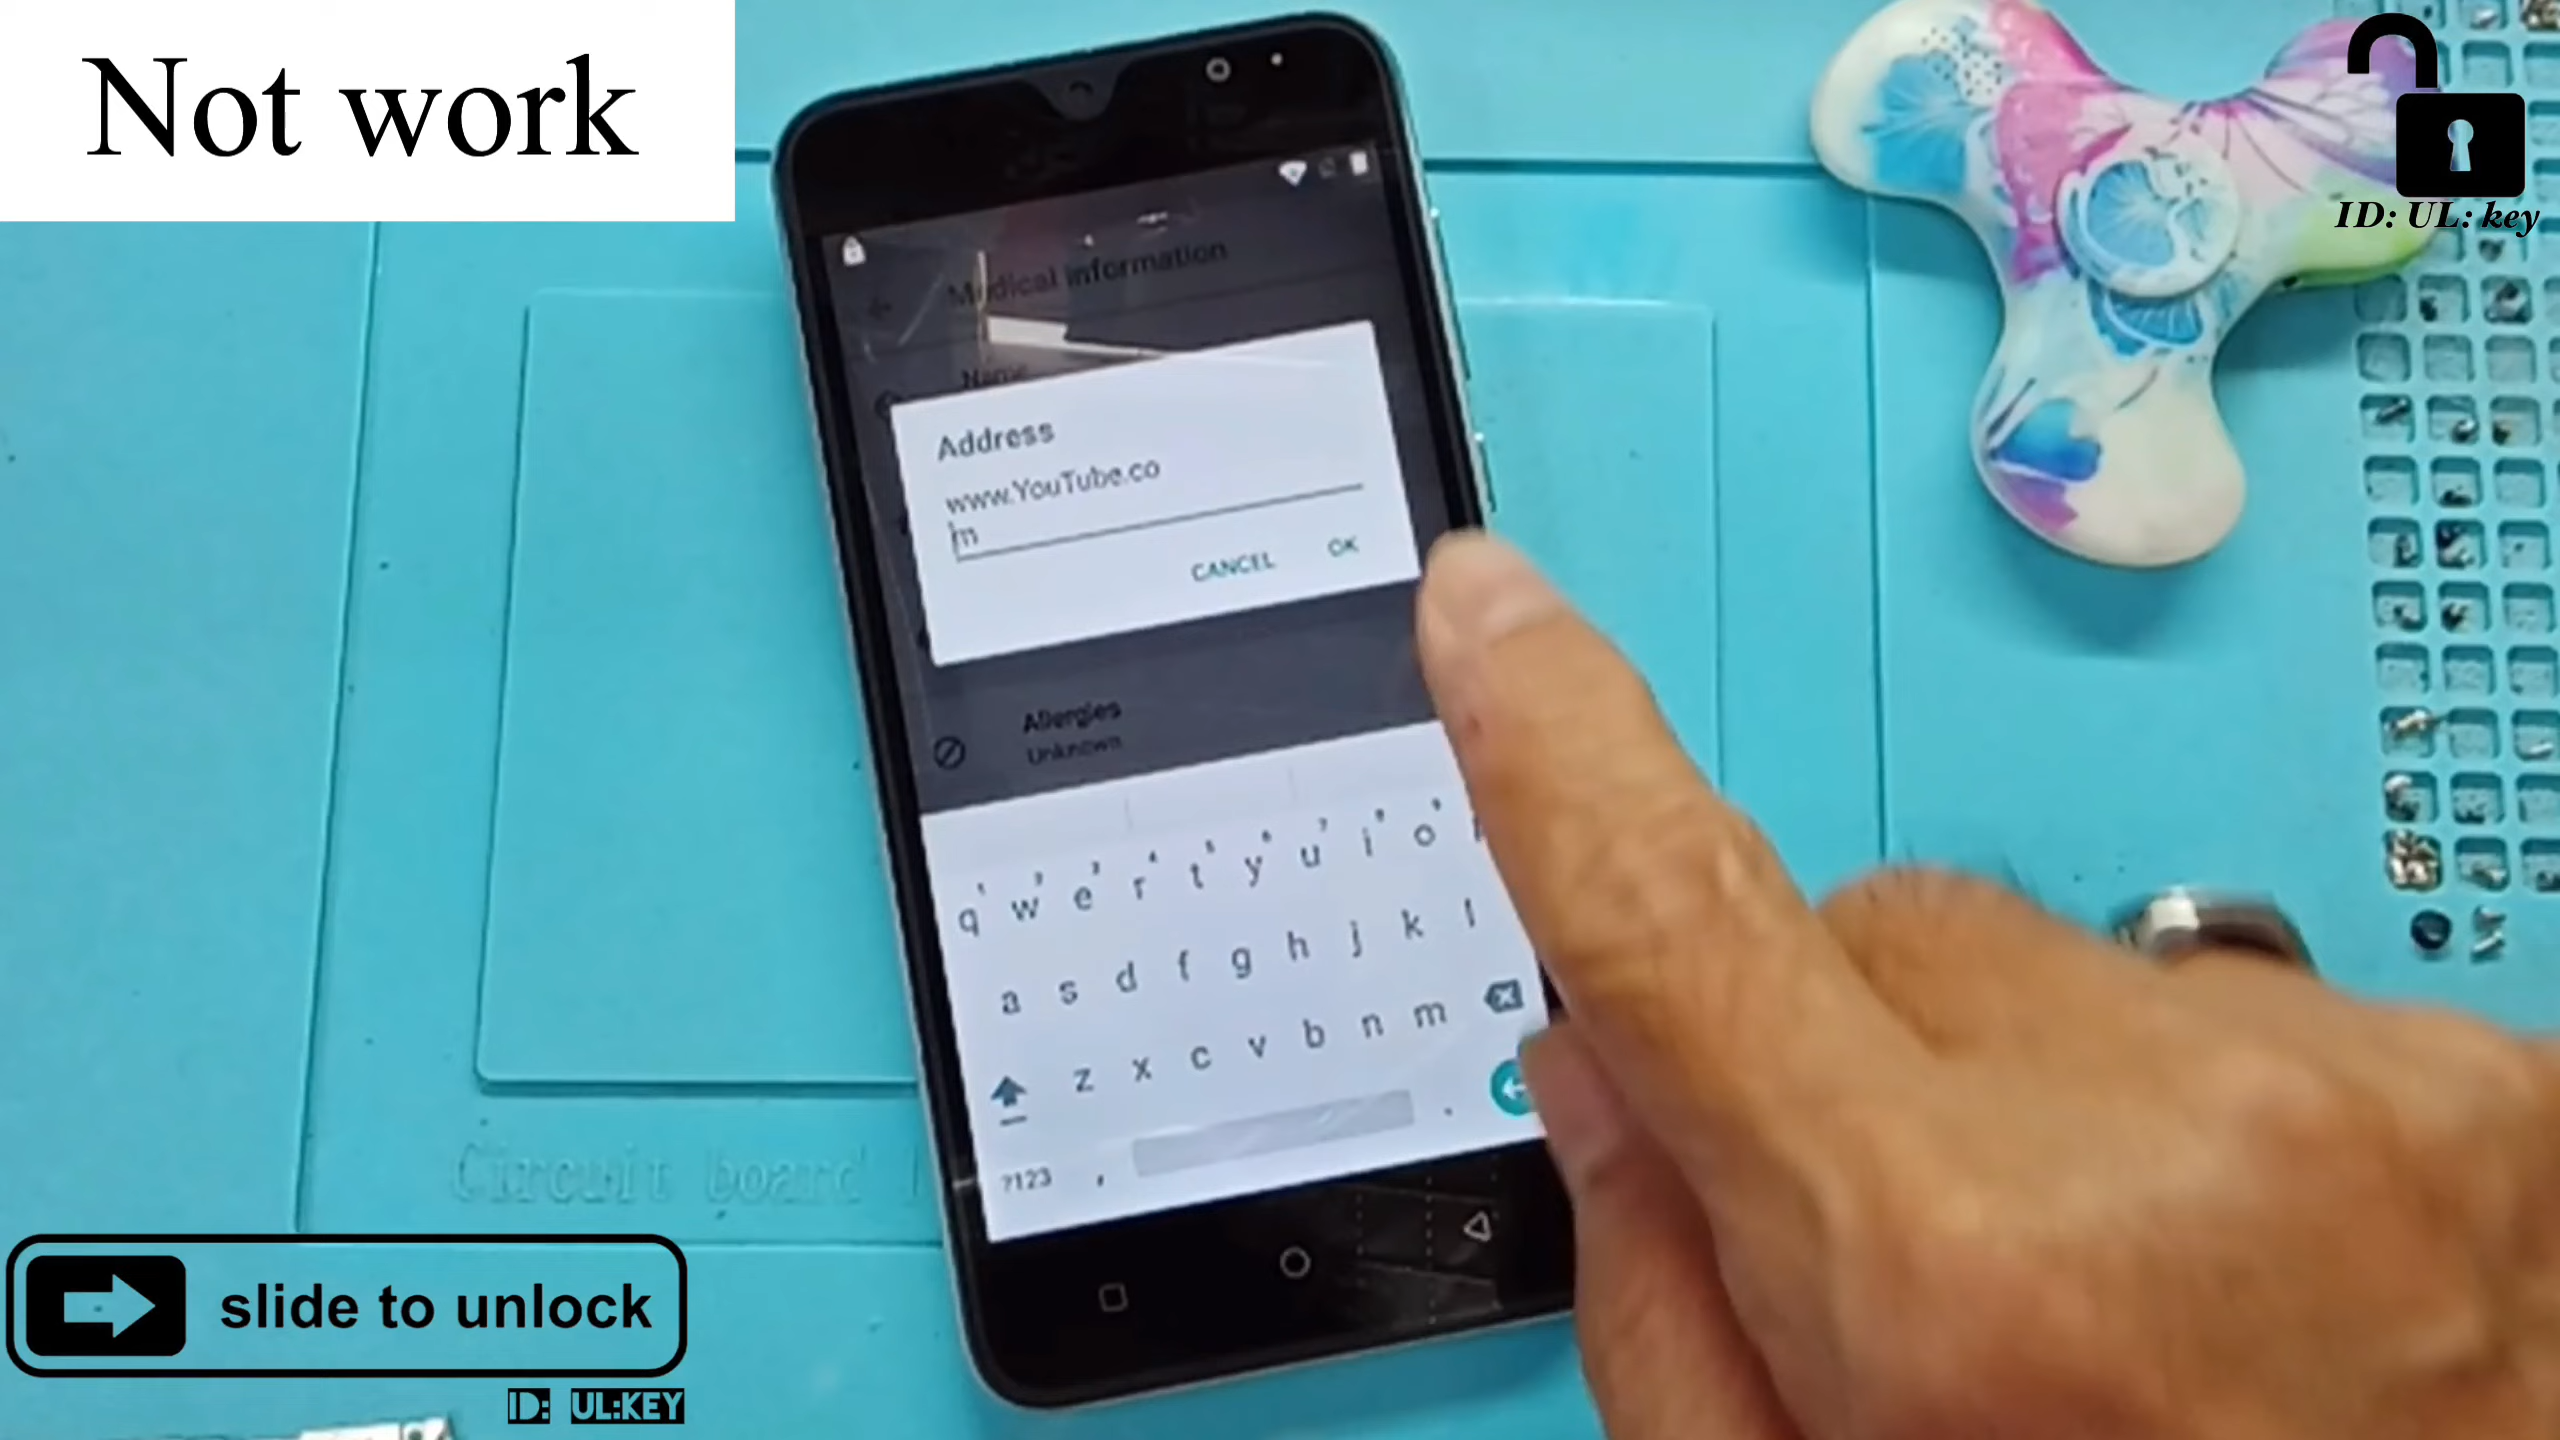 Not work
ID: UL: key
Medical information
Name
Address
www.YouTube.co
m
CANCEL OK
Allergies
Unknown
q w e r t y u i o
a s d f g h j k l
z x c v b n m
?123 , .
Circuit board
slide to unlock
ID: UL:KEY